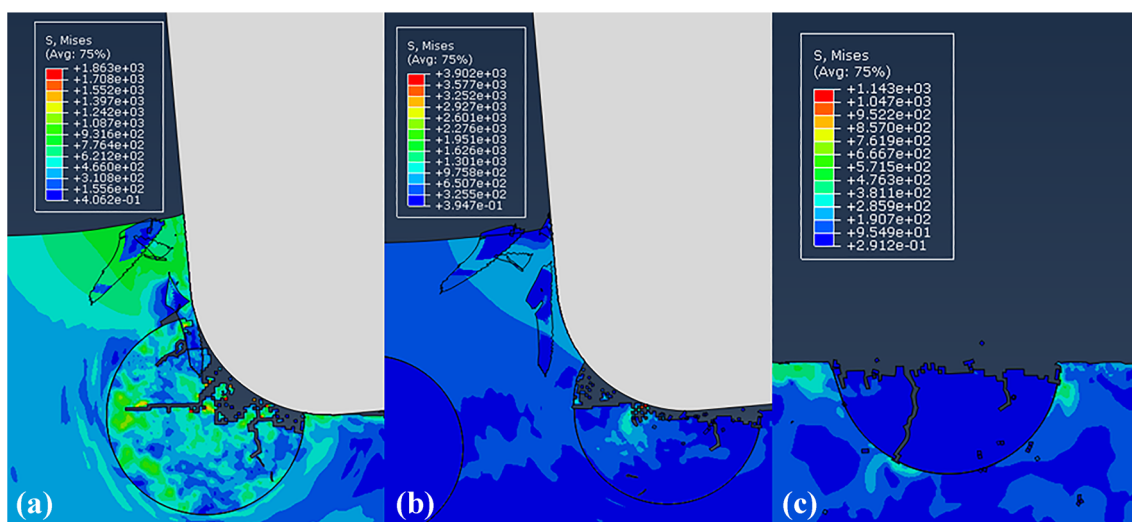 S, Mises
(Avg: 75%)
+1.863e+03
+1.708e+03
+1.552e+03
+1.397e+03
+1.242e+03
+1.087e+03
+9.316e+02
+7.764e+02
+6.212e+02
+4.660e+02
+3.108e+02
+1.556e+02
+4.062e-01
(a)
S, Mises
(Avg: 75%)
+3.902e+03
+3.577e+03
+3.252e+03
+2.927e+03
+2.601e+03
+2.276e+03
+1.951e+03
+1.626e+03
+1.301e+03
+9.758e+02
+6.507e+02
+3.255e+02
+3.947e-01
(b)
S, Mises
(Avg: 75%)
+1.143e+03
+1.047e+03
+9.522e+02
+8.570e+02
+7.619e+02
+6.667e+02
+5.715e+02
+4.763e+02
+3.811e+02
+2.859e+02
+1.907e+02
+9.549e+01
+2.912e-01
(c)